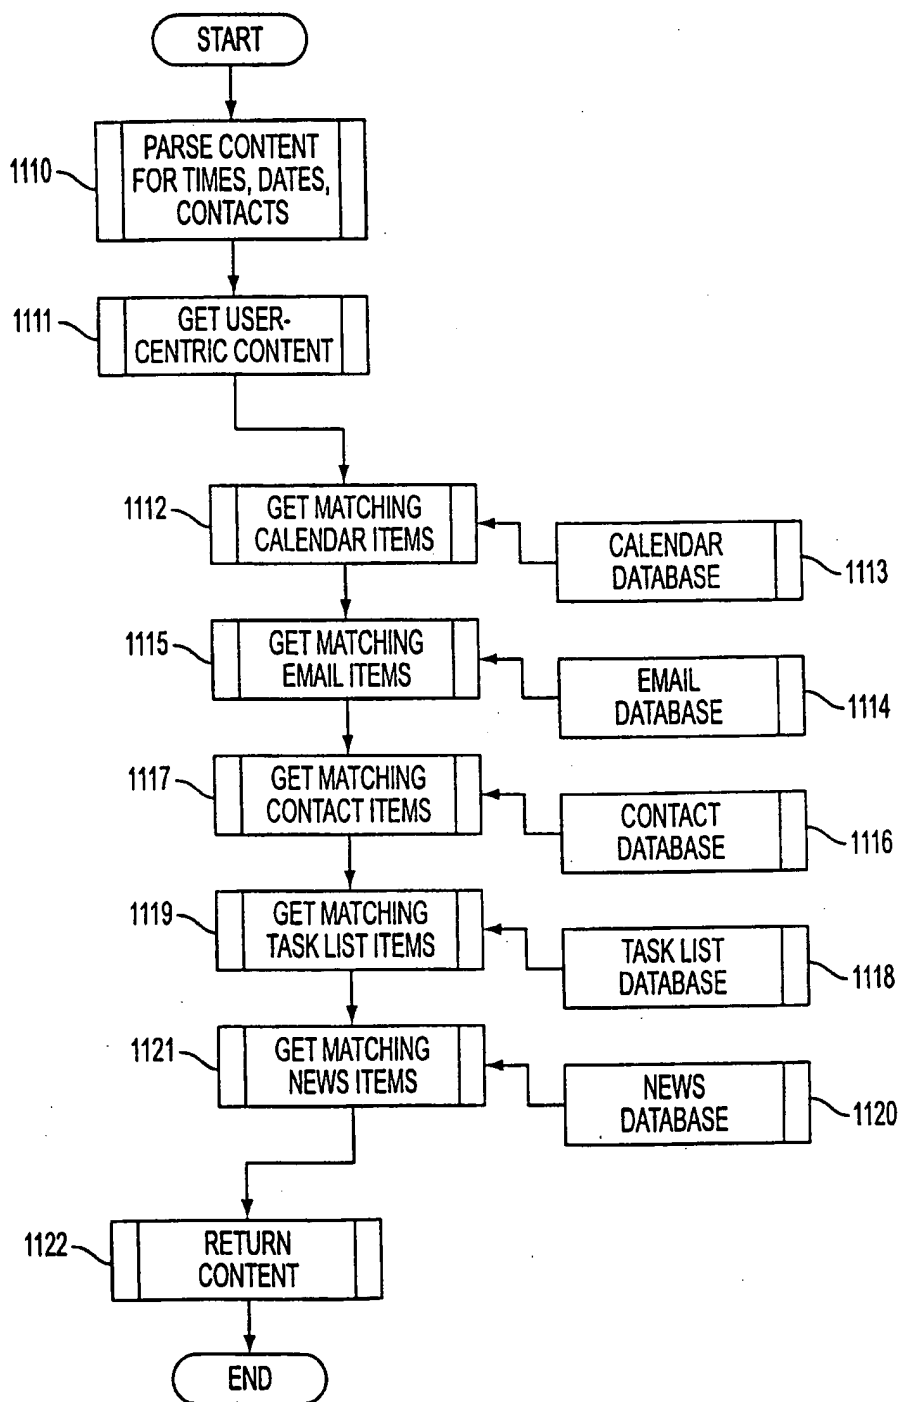 START
1110
PARSE CONTENT
FOR TIMES, DATES,
CONTACTS
1111
GET USER-
CENTRIC CONTENT
1112
GET MATCHING
CALENDAR ITEMS
CALENDAR
DATABASE
1113
1115
GET MATCHING
EMAIL ITEMS
EMAIL
DATABASE
1114
1117
GET MATCHING
CONTACT ITEMS
CONTACT
DATABASE
1116
1119
GET MATCHING
TASK LIST ITEMS
TASK LIST
DATABASE
1118
1121
GET MATCHING
NEWS ITEMS
NEWS
DATABASE
1120
1122
RETURN
CONTENT
END